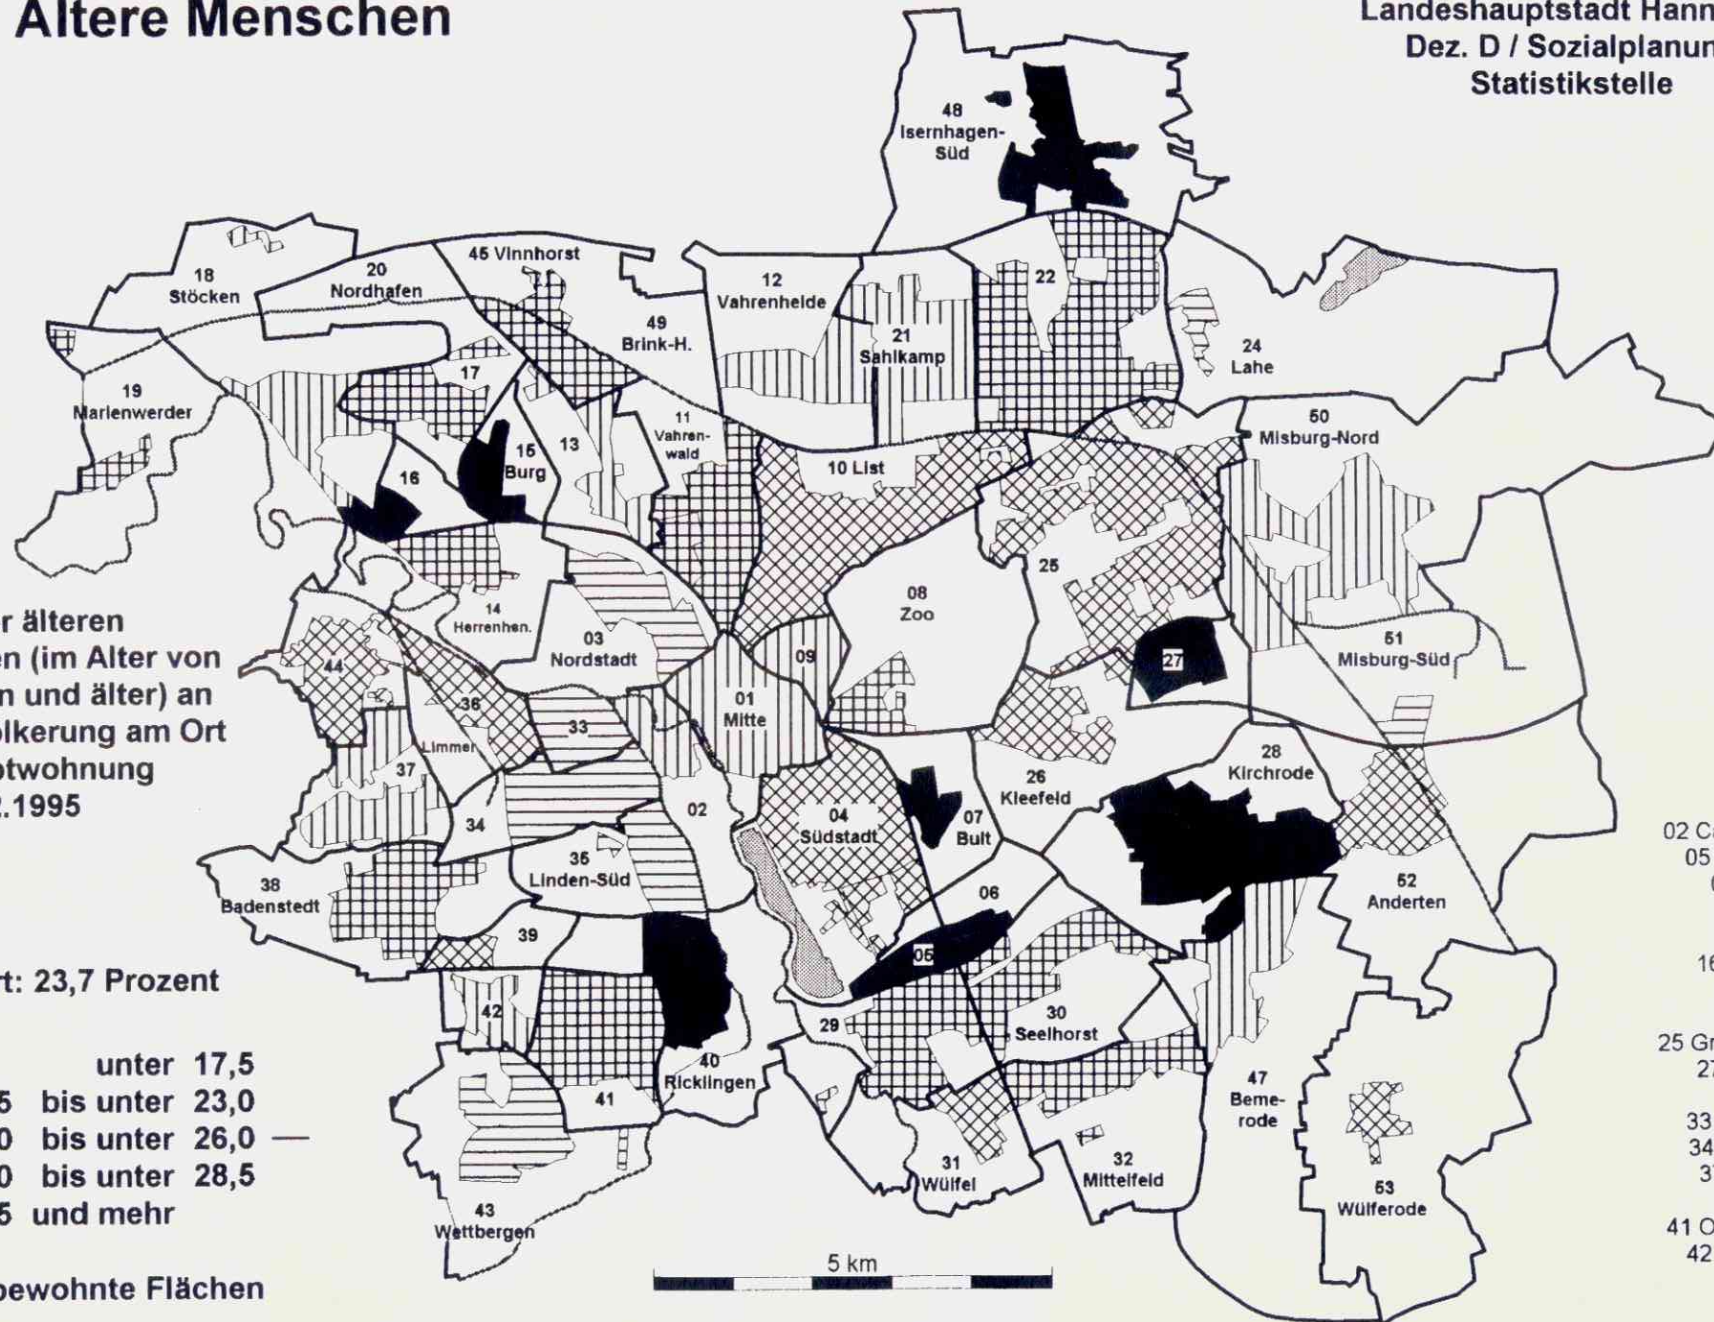 Ältere Menschen
Landeshauptstadt Hann
Dez. D / Sozialplanun
Statistikstelle
48
Isernhagen-
Süd
18
Stöcken
20
Nordhafen
45 Vinnhorst
12
Vahrenheide
22
49
Brink-H.
21
Sahlkamp
24
Lahe
19
Marienwerder
17
11
Vahren-
wald
50
Misburg-Nord
13
15
Burg
16
10 List
25
14
Herrenhen.
03
Nordstadt
08
Zoo
09
27
51
Misburg-Süd
44
36
33
01
Mitte
Limmer
37
28
Kirchrode
26
Kleefeld
34
02
04
Südstadt
07
Bult
35
Linden-Süd
38
Badenstedt
06
52
Anderten
39
05
42
29
30
Seelhorst
40
Ricklingen
41
47
Beme-
rode
31
Wülfel
32
Mittelfeld
43
Wettbergen
53
Wülferode
5 km
r älteren
en (im Alter von
n und älter) an
ölkerung am Ort
ptwohnung
2.1995
rt: 23,7 Prozent
unter 17,5
5 bis unter 23,0
0 bis unter 26,0 —
0 bis unter 28,5
5 und mehr
bewohnte Flächen
02 C
05
16
25 Gr
27
33
34
3
41 O
42